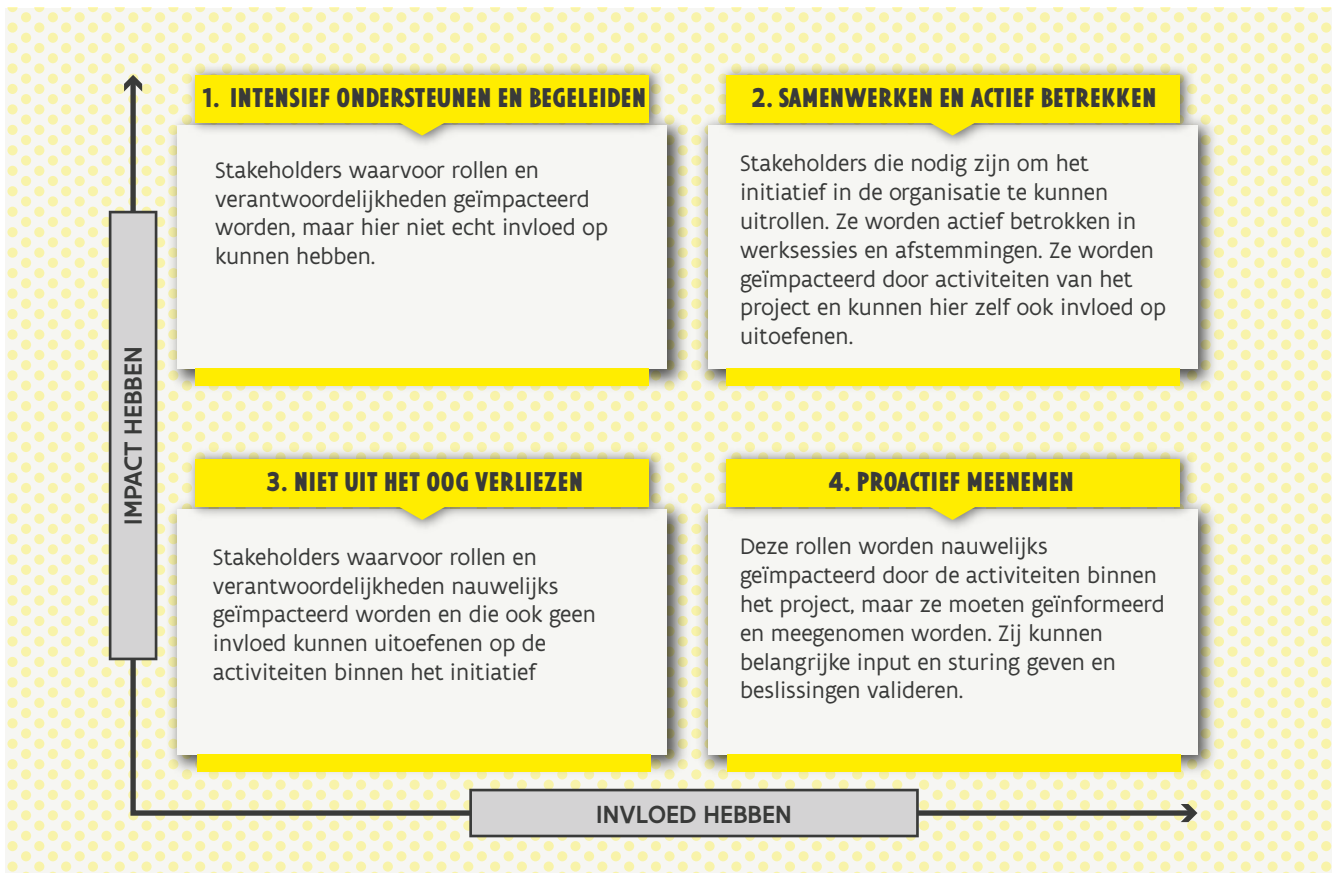 1. INTENSIEF ONDERSTEUNEN EN BEGELEIDEN
Stakeholders waarvoor rollen en
verantwoordelijkheden geïmpacteerd
worden, maar hier niet echt invloed op
kunnen hebben.
2. SAMENWERKEN EN ACTIEF BETREKKEN
Stakeholders die nodig zijn om het
initiatief in de organisatie te kunnen
uitrollen. Ze worden actief betrokken in
werksessies en afstemmingen. Ze worden
geïmpacteerd door activiteiten van het
project en kunnen hier zelf ook invloed op
uitoefenen.
IMPACT HEBBEN
3. NIET UIT HET OOG VERLIEZEN
Stakeholders waarvoor rollen en
verantwoordelijkheden nauwelijks
geïmpacteerd worden en die ook geen
invloed kunnen uitoefenen op de
activiteiten binnen het initiatief
4. PROACTIEF MEENEMEN
Deze rollen worden nauwelijks
geïmpacteerd door de activiteiten binnen
het project, maar ze moeten geïnformeerd
en meegenomen worden. Zij kunnen
belangrijke input en sturing geven en
beslissingen valideren.
INVLOED HEBBEN